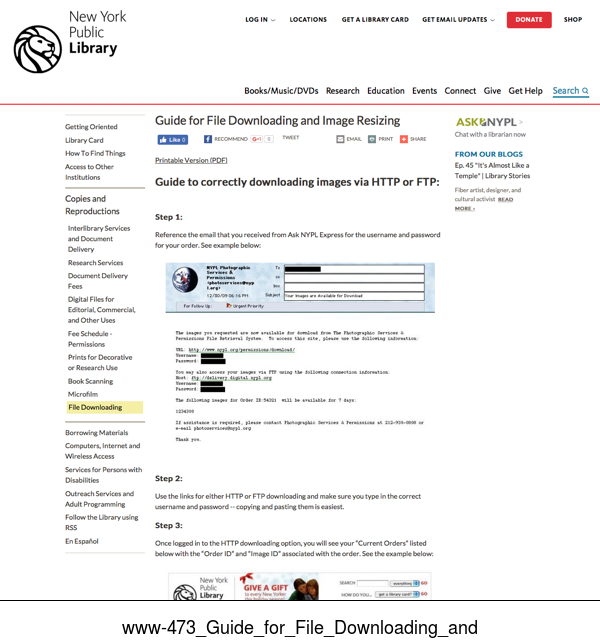 New York
Public
Library
LOG IN
LOCATIONS
GET A LIBRARY CARD
GET EMAIL UPDATES
DONATE
SHOP
Books/Music/DVDs Research Education Events Connect Give Get Help Search
Getting Oriented
Library Card
How To Find Things
Access to Other
Institutions
Copies and
Reproductions
Interlibrary Services
and Document
Delivery
Research Services
Document Delivery
Fees
Digital Files for
Editorial, Commercial,
and Other Uses
Fee Schedule -
Permissions
Prints for Decorative
or Research Use
Book Scanning
Microfilm
File Downloading
Borrowing Materials
Computers, Internet and
Wireless Access
Services for Persons with
Disabilities
Outreach Services and
Adult Programming
Follow the Library using
RSS
En Español
Guide for File Downloading and Image Resizing
Like 0 RECOMMEND G+1 0 TWEET EMAIL PRINT SHARE
Printable Version (PDF)
Guide to correctly downloading images via HTTP or FTP:
Step 1:
Reference the email that you received from Ask NYPL Express for the username and password
for your order. See example below:
NYPL Photographic
Services &
Permissions
<photoservices@nyp
l.org>
12/30/09 06:16 PM
To
cc
bcc
Subject Your Images are Available for Download
For Follow Up: Urgent Priority
The images you requested are now available for download from The Photographic Services &
Permissions File Retrieval System. To access this site, please use the following information:
URL: http://www.nypl.org/permissions/download/
Username:
Password:
You may also access your images via FTP using the following connection information:
Host: ftp://delivery.digital.nypl.org
Username:
Password:
The following images for Order ID:54321 will be available for 7 days:
If assistance is required, please contact Photographic Services & Permissions at
e-mail photoservices@nypl.org
Thank you.
Step 2:
Use the links for either HTTP or FTP downloading and make sure you type in the correct
username and password -- copying and pasting them is easiest.
Step 3:
Once logged in to the HTTP downloading option, you will see your "Current Orders" listed
below with the "Order ID" and "Image ID" associated with the order. See the example below:
New York
Public
Library
GIVE A GIFT
to every New Yorker
SEARCH everything GO
HOW DO YOU... get a library card? GO
ASK NYPL >
Chat with a librarian now
FROM OUR BLOGS
Ep. 45 "It's Almost Like a
Temple" | Library Stories
Fiber artist, designer, and
cultural activist READ
MORE ›
www-473_Guide_for_File_Downloading_and